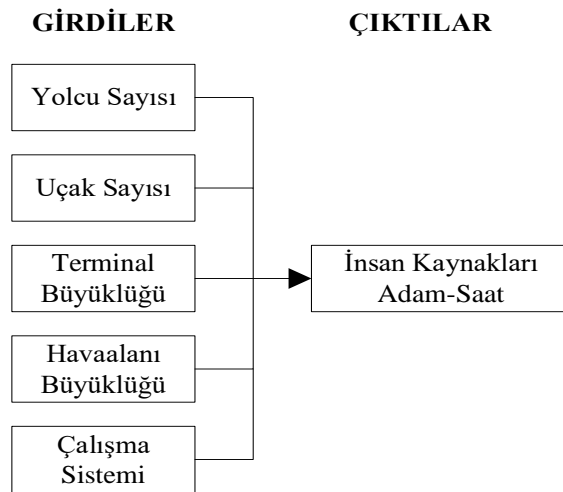 GİRDİLER
ÇIKTILAR
Yolcu Sayısı
Uçak Sayısı
Terminal
Büyüklüğü
İnsan Kaynakları
Adam-Saat
Havaalanı
Büyüklüğü
Çalışma
Sistemi